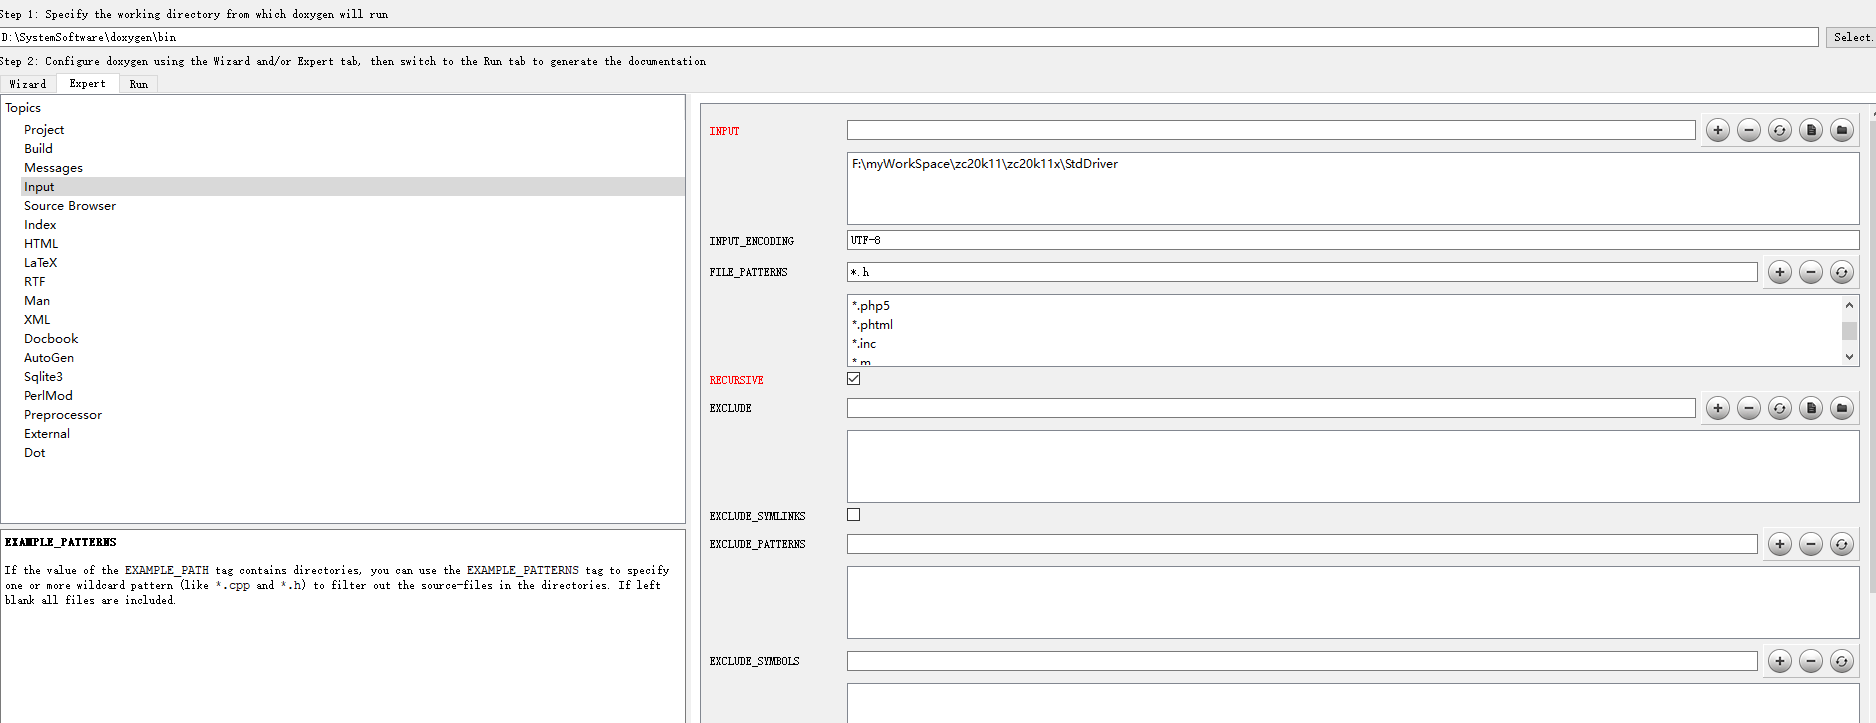 Step 1: Specify the working directory from which doxygen will run
D:\SystemSoftware\doxygen\bin
Select.
Step 2: Configure doxygen using the Wizard and/or Expert tab, then switch to the Run tab to generate the documentation
Wizard Expert Run
Topics
Project
Build
Messages
Input
Source Browser
Index
HTML
LaTeX
RTF
Man
XML
Docbook
AutoGen
Sqlite3
PerlMod
Preprocessor
External
Dot
EXAMPLE_PATTERNS
If the value of the EXAMPLE_PATH tag contains directories, you can use the EXAMPLE_PATTERNS tag to specify
one or more wildcard pattern (like *.cpp and *.h) to filter out the source-files in the directories. If left
blank all files are included.
INPUT
F:\myWorkSpace\zc20k11\zc20k11x\StdDriver
INPUT_ENCODING
UTF-8
FILE_PATTERNS
*.h
*.php5
*.phtml
*.inc
*.m
RECURSIVE
EXCLUDE
EXCLUDE_SYMLINKS
EXCLUDE_PATTERNS
EXCLUDE_SYMBOLS